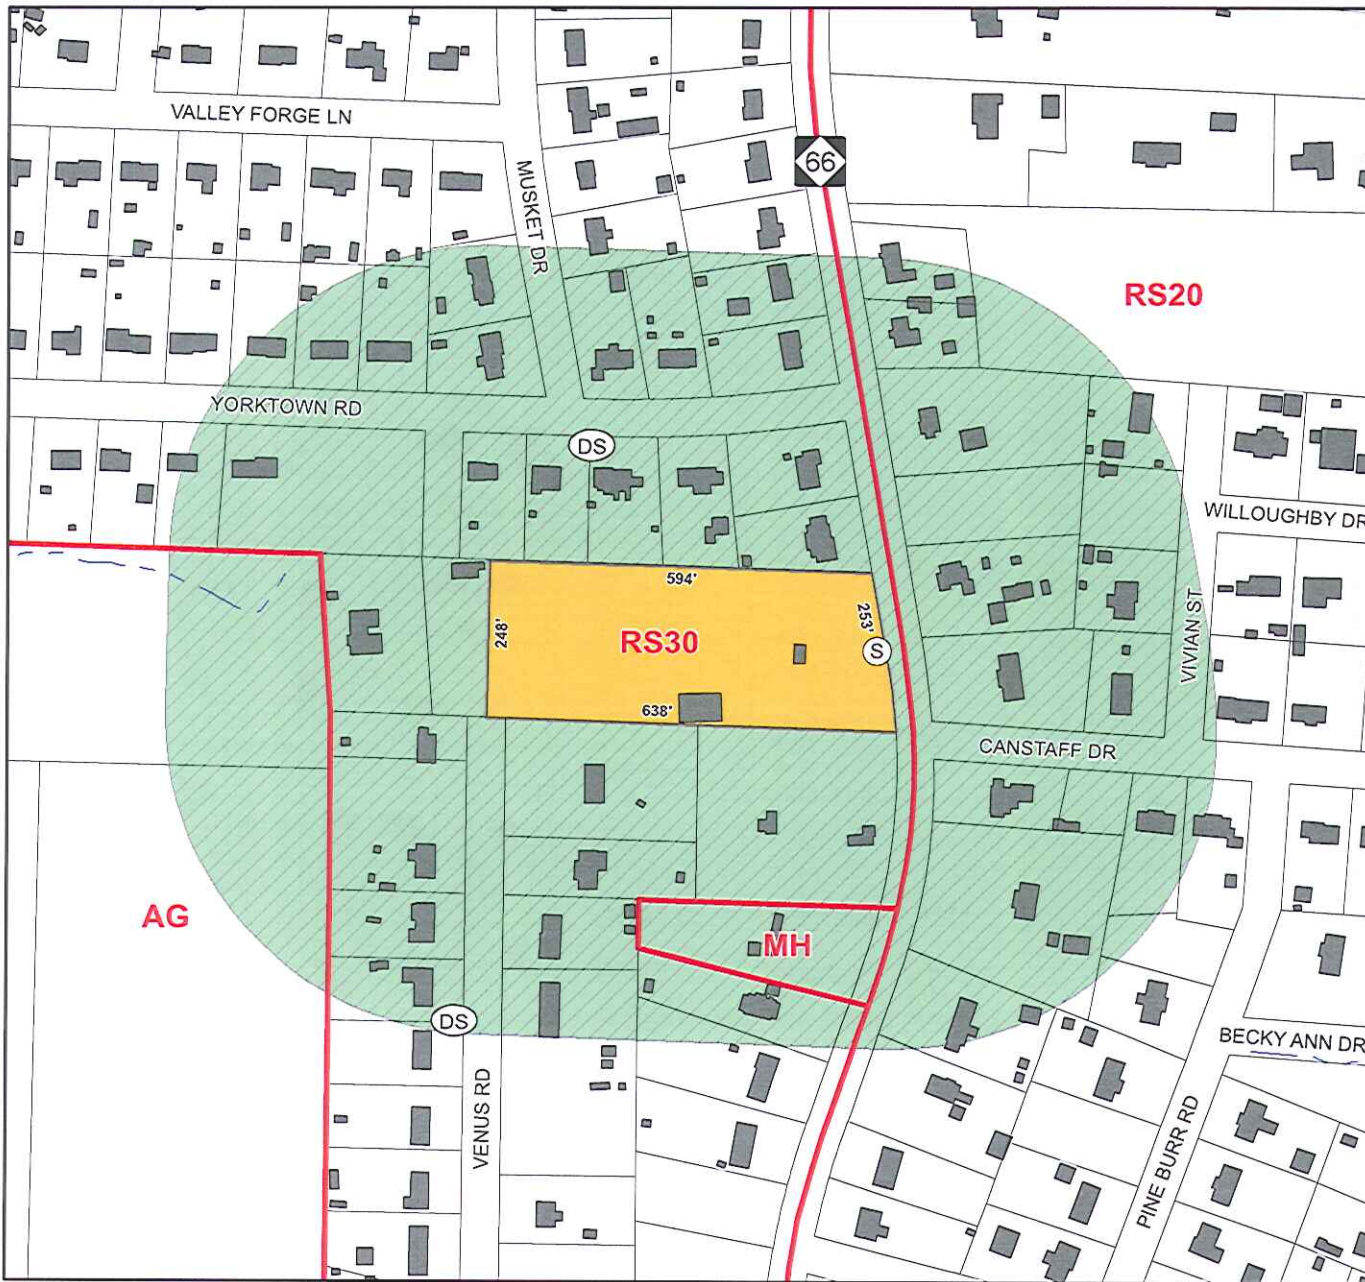 VALLEY FORGE LN
MUSKET DR
66
RS20
YORKTOWN RD
DS
WILLOUGHBY DR
594'
248'
RS30
253'
S
VIVIAN ST
638'
CANSTAFF DR
AG
MH
DS
BECKY ANN DR
VENUS RD
PINE BURR RD